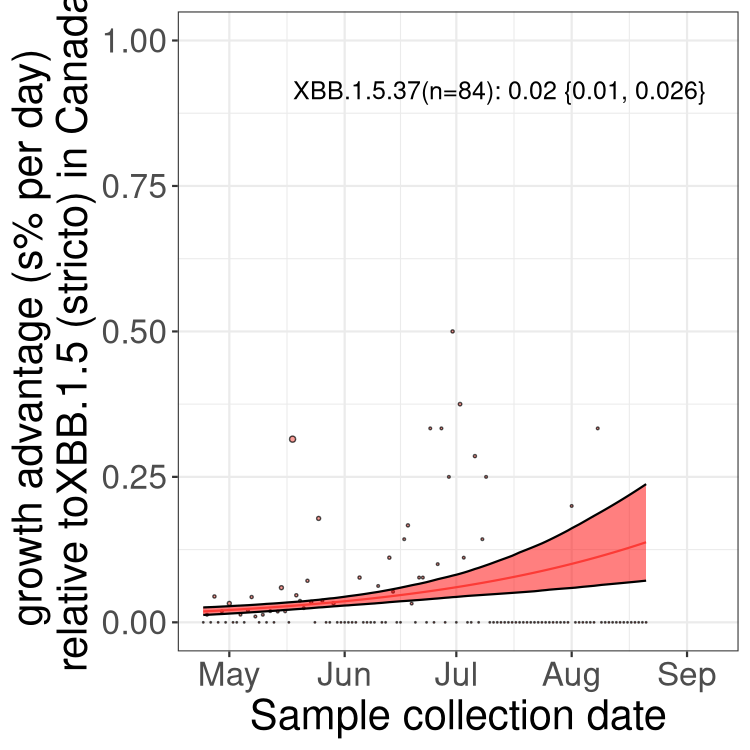 growth advantage (s% per day)
relative toXBB.1.5 (stricto) in Canada
1.00
0.75
0.50
0.25
0.00
XBB.1.5.37(n=84): 0.02 {0.01, 0.026}
May Jun Jul Aug Sep
Sample collection date